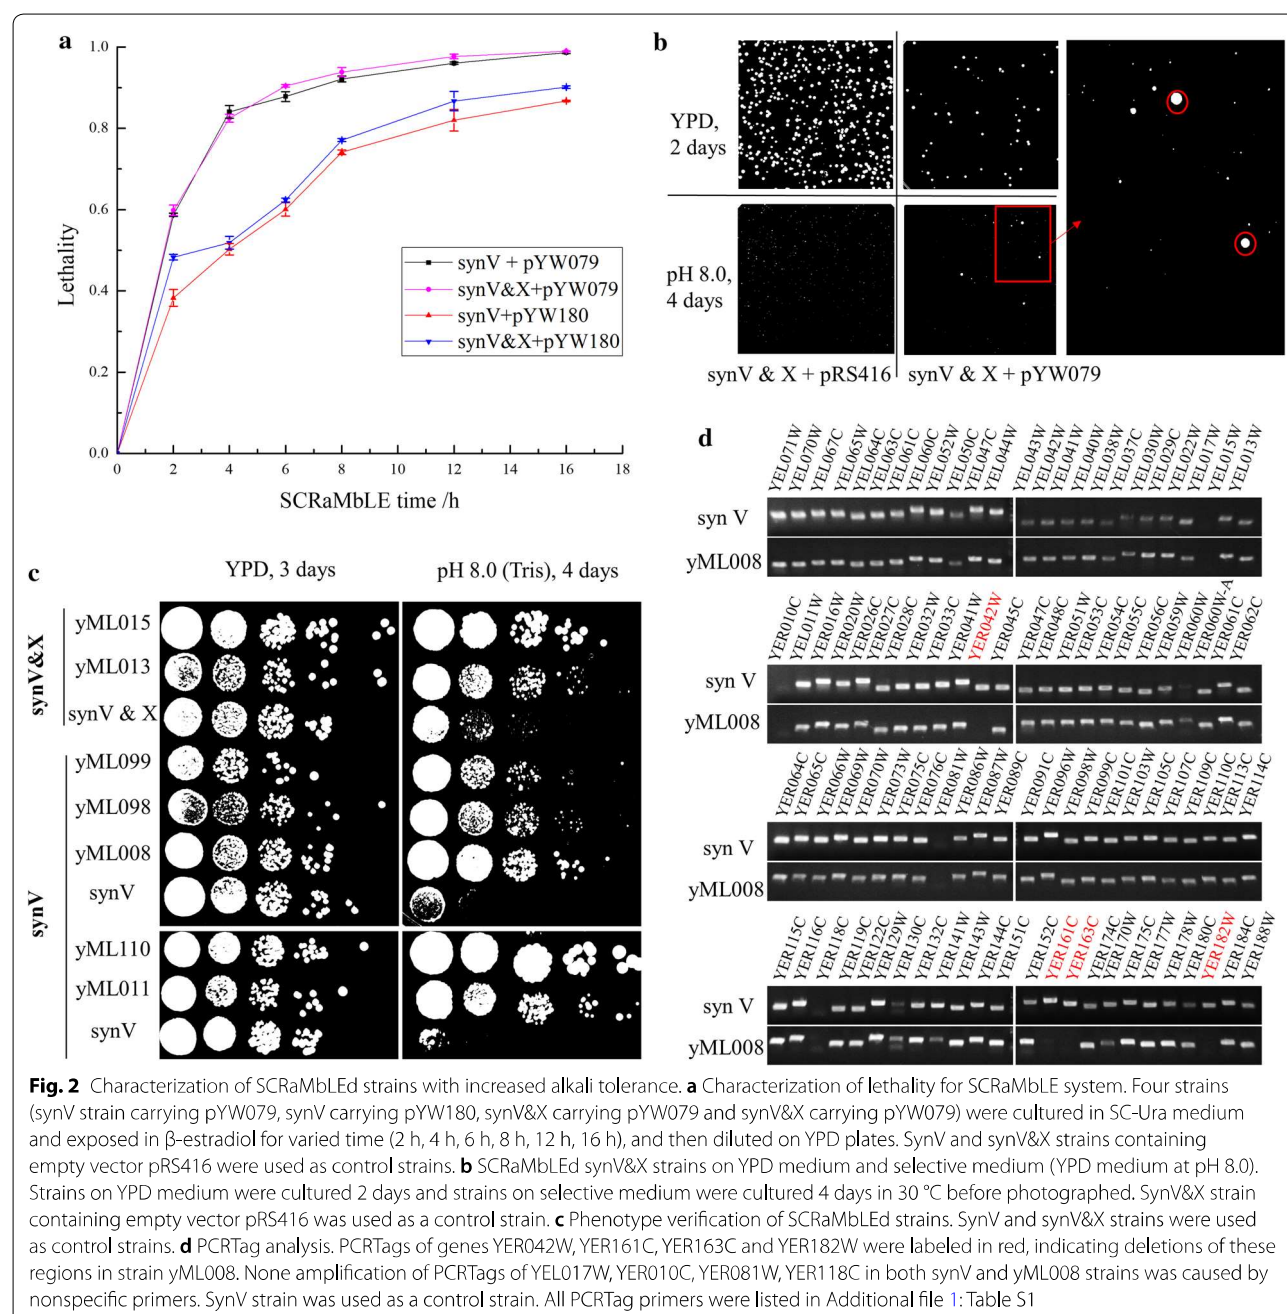 a
1.0
0.8
0.6
0.4
0.2
0.0
Lethality
0 2 4 6 8 10 12 14 16 18
SCRaMbLE time /h
synV + pYW079
synV&X+pYW079
synV+pYW180
synV&X+pYW180
b
YPD,
2 days
pH 8.0,
4 days
synV & X + pRS416
synV & X + pYW079
c
YPD, 3 days
pH 8.0 (Tris), 4 days
synV&X
yML015
yML013
synV & X
synV
yML099
yML098
yML008
synV
yML110
yML011
synV
d
YEL071W YEL070W YEL067C YEL065W YEL064C YEL063C YEL061C YEL060C YEL052W YEL050C YEL047C YEL044W
YEL043W YEL042W YEL041W YEL040W YEL038W YEL037C YEL030W YEL029C YEL022W YEL017W YEL015W YEL013W
syn V
yML008
YER010C YEL011W YER016W YER020W YER026C YER027C YER028C YER032W YER033C YER041W YER042W YER045C
YER047C YER048C YER051W YER053C YER054C YER055C YER056C YER059W YER060W YER060W-A YER061C YER062C
syn V
yML008
YER064C YER065C YER066W YER069W YER070W YER073W YER075C YER076C YER081W YER086W YER087W YER089C
YER091C YER096W YER098W YER099C YER101C YER103W YER105C YER107C YER109C YER110C YER113C YER114C
syn V
yML008
YER115C YER116C YER118C YER119C YER122C YER129W YER130C YER132C YER141W YER143W YER144C YER151C
YER152C YER161C YER163C YER174C YER170W YER175C YER177W YER178W YER180C YER182W YER184C YER188W
syn V
yML008
Fig. 2 Characterization of SCRaMbLEd strains with increased alkali tolerance. a Characterization of lethality for SCRaMbLE system. Four strains
(synV strain carrying pYW079, synV carrying pYW180, synV&X carrying pYW079 and synV&X carrying pYW079) were cultured in SC-Ura medium
and exposed in β-estradiol for varied time (2 h, 4 h, 6 h, 8 h, 12 h, 16 h), and then diluted on YPD plates. SynV and synV&X strains containing
empty vector pRS416 were used as control strains. b SCRaMbLEd synV&X strains on YPD medium and selective medium (YPD medium at pH 8.0).
Strains on YPD medium were cultured 2 days and strains on selective medium were cultured 4 days in 30 °C before photographed. SynV&X strain
containing empty vector pRS416 was used as a control strain. c Phenotype verification of SCRaMbLEd strains. SynV and synV&X strains were used
as control strains. d PCRTag analysis. PCRTags of genes YER042W, YER161C, YER163C and YER182W were labeled in red, indicating deletions of these
regions in strain yML008. None amplification of PCRTags of YEL017W, YER010C, YER081W, YER118C in both synV and yML008 strains was caused by
nonspecific primers. SynV strain was used as a control strain. All PCRTag primers were listed in Additional file 1: Table S1